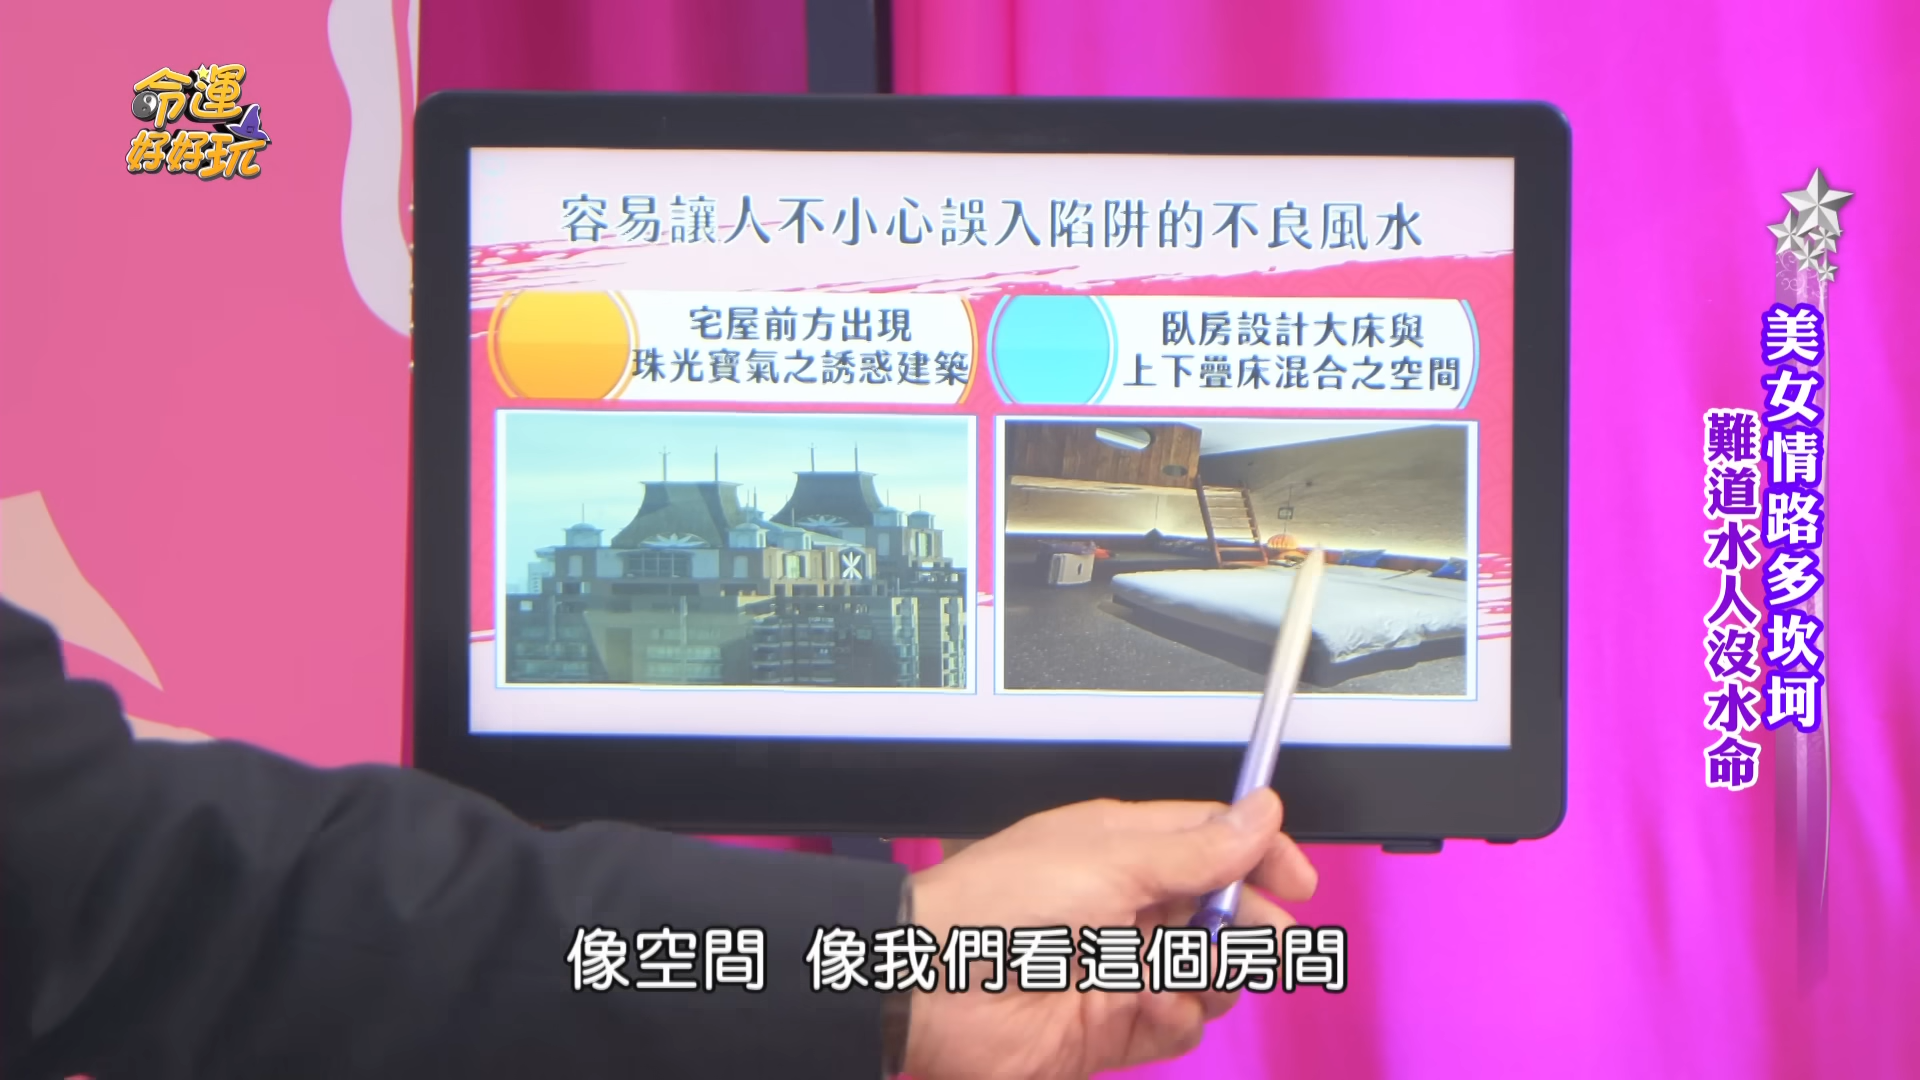 命運
好好玩
容易讓人不小心誤入陷阱的不良風水
宅屋前方出現
珠光寶氣之誘惑建築
臥房設計大床與
上下疊床混合之空間
美女情路多坎坷
難道水人沒水命
像空間 像我們看這個房間